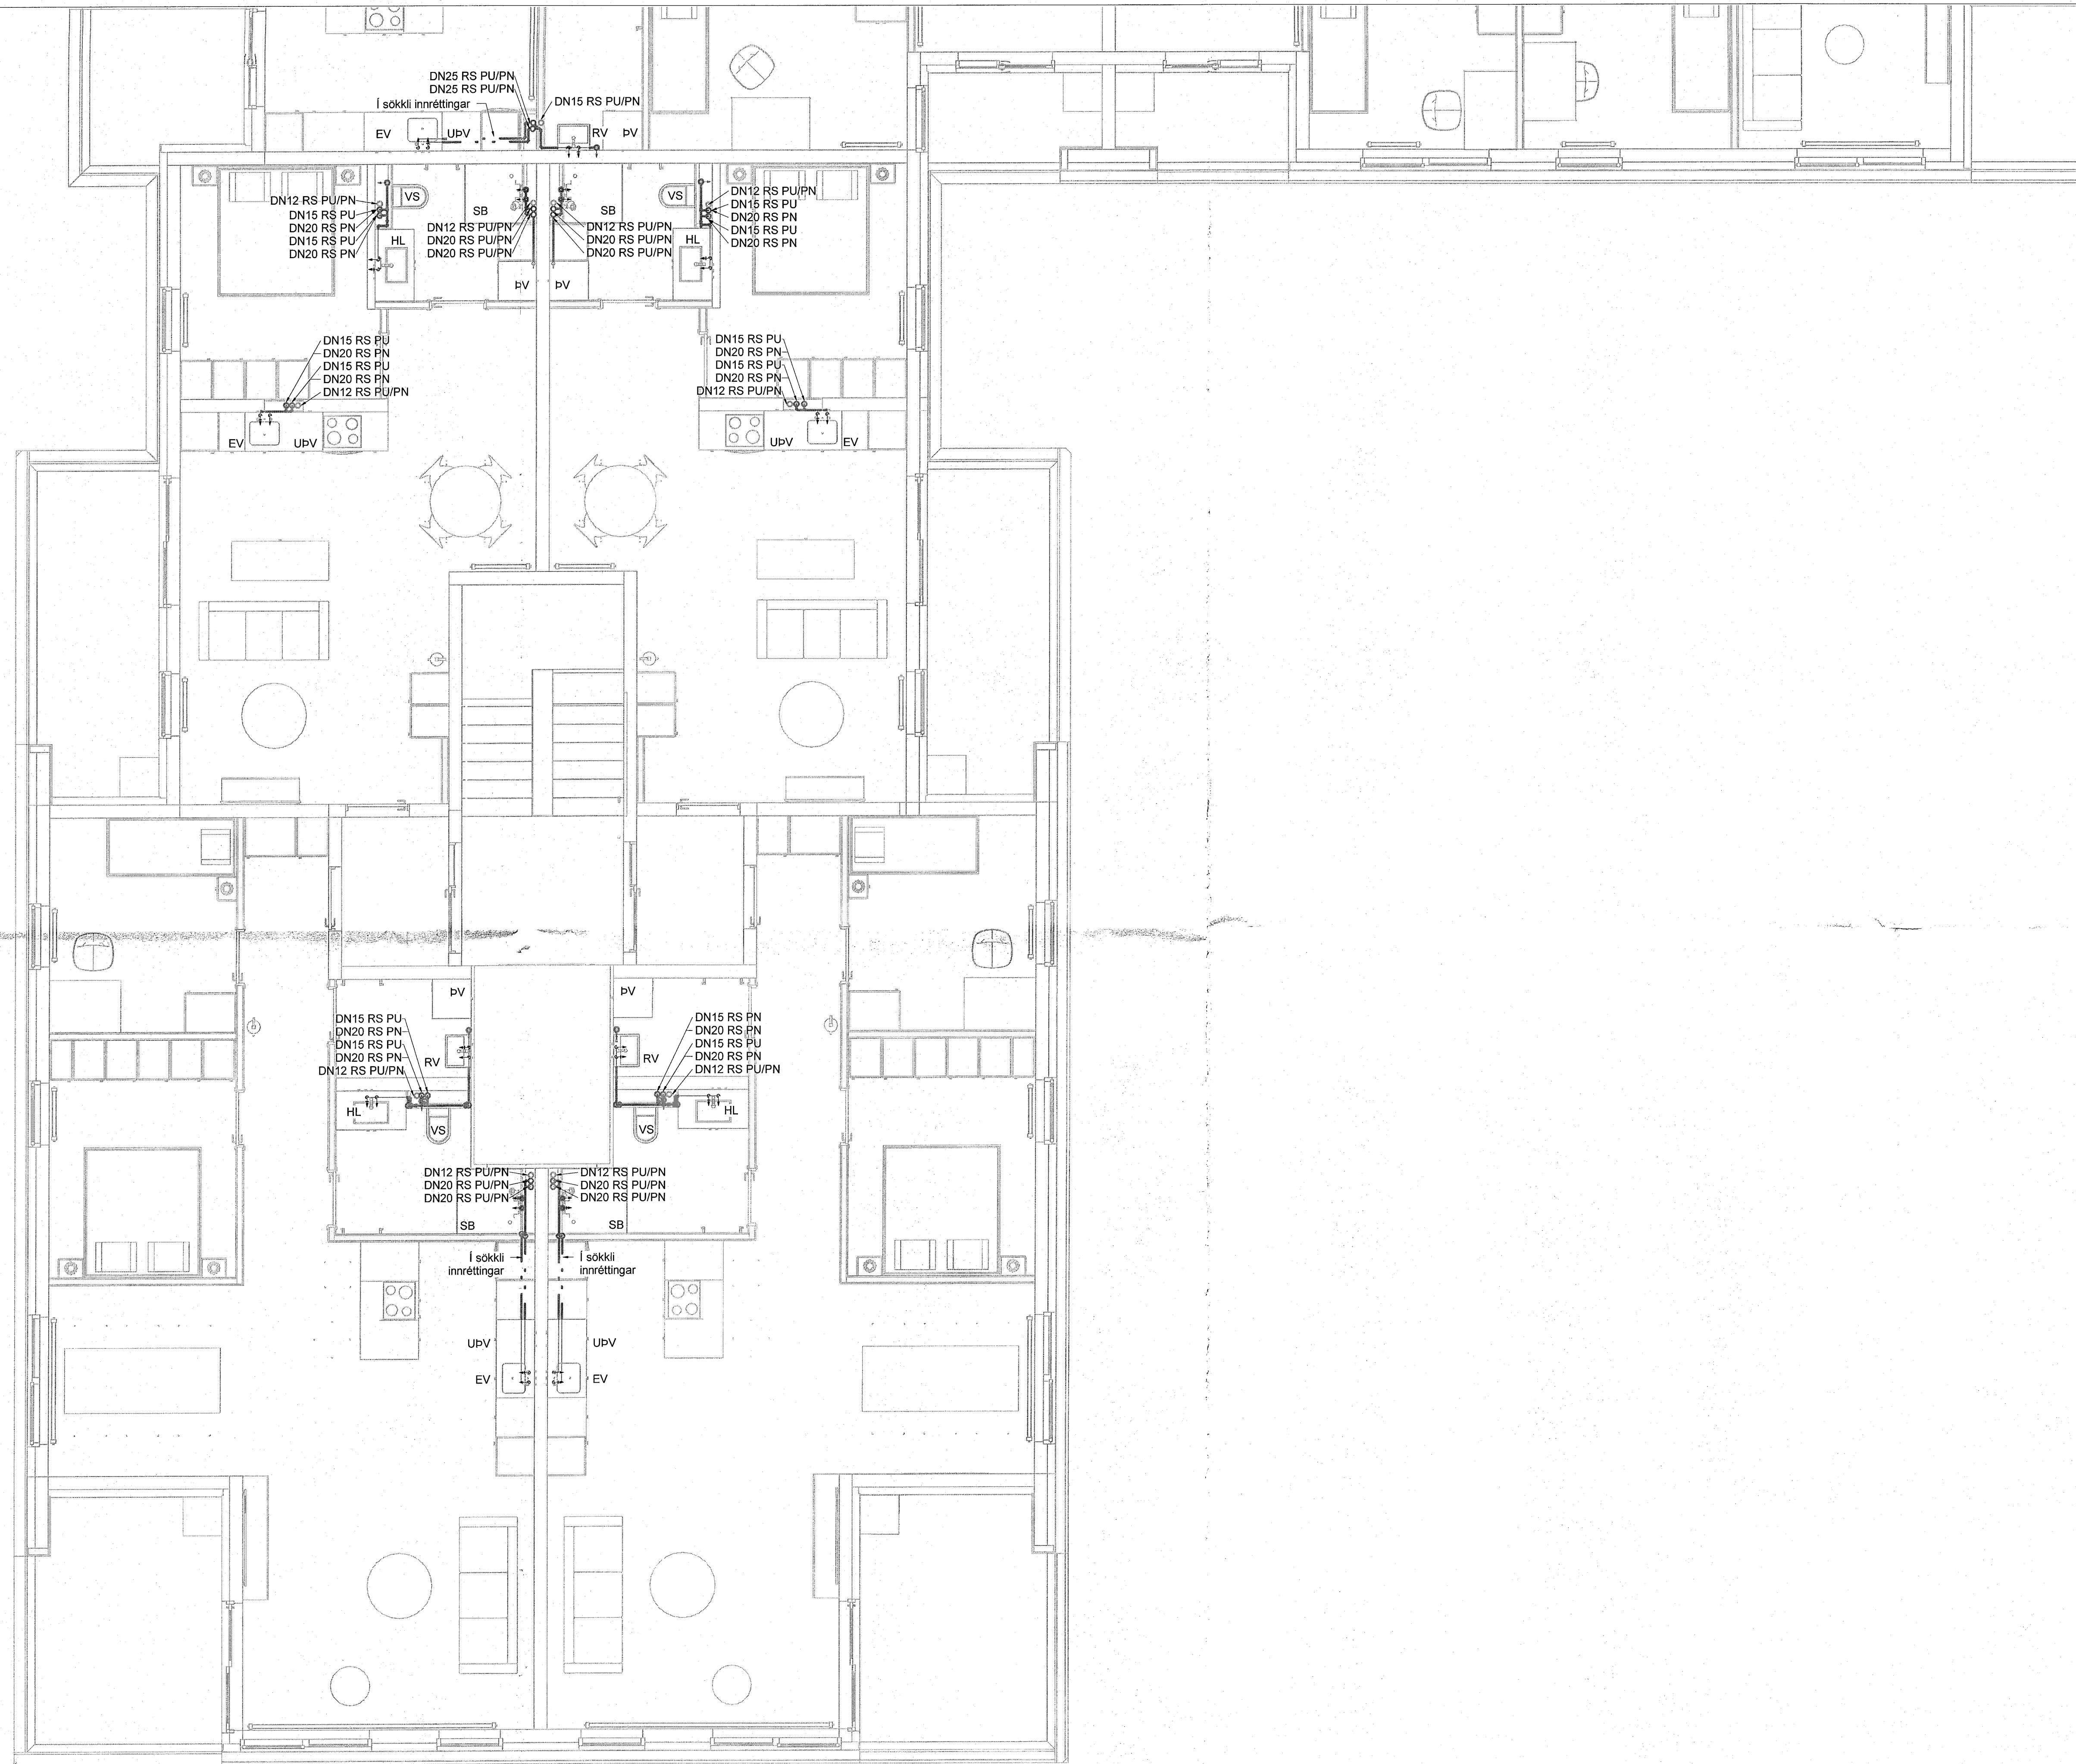 DN25 RS PU/PN
DN25 RS PU/PN
Í sökkli innréttingar
DN15 RS PU/PN
EV
UÞV
RV
ÞV
DN12 RS PU/PN
DN15 RS PU
DN20 RS PN
DN15 RS PU
DN20 RS PN
VS
HL
SB
DN12 RS PU/PN
DN20 RS PU/PN
DN20 RS PU/PN
ÞV
SB
DN12 RS PU/PN
DN20 RS PU/PN
DN20 RS PU/PN
ÞV
VS
HL
DN12 RS PU/PN
DN15 RS PU
DN20 RS PN
DN15 RS PU
DN20 RS PN
DN15 RS PU
DN20 RS PN
DN15 RS PU
DN20 RS PN
DN12 RS PU/PN
EV
UÞV
DN15 RS PU
DN20 RS PN
DN15 RS PU
DN20 RS PN
DN12 RS PU/PN
UÞV
EV
ÞV
ÞV
DN15 RS PU
DN20 RS PN
DN15 RS PU
DN20 RS PN
DN12 RS PU/PN
RV
HL
VS
DN15 RS PN
DN20 RS PN
DN15 RS PU
DN20 RS PN
DN12 RS PU/PN
RV
HL
VS
DN12 RS PU/PN
DN20 RS PU/PN
DN20 RS PU/PN
SB
DN12 RS PU/PN
DN20 RS PU/PN
DN20 RS PU/PN
SB
Í sökkli
innréttingar
Í sökkli
innréttingar
UÞV
UÞV
EV
EV